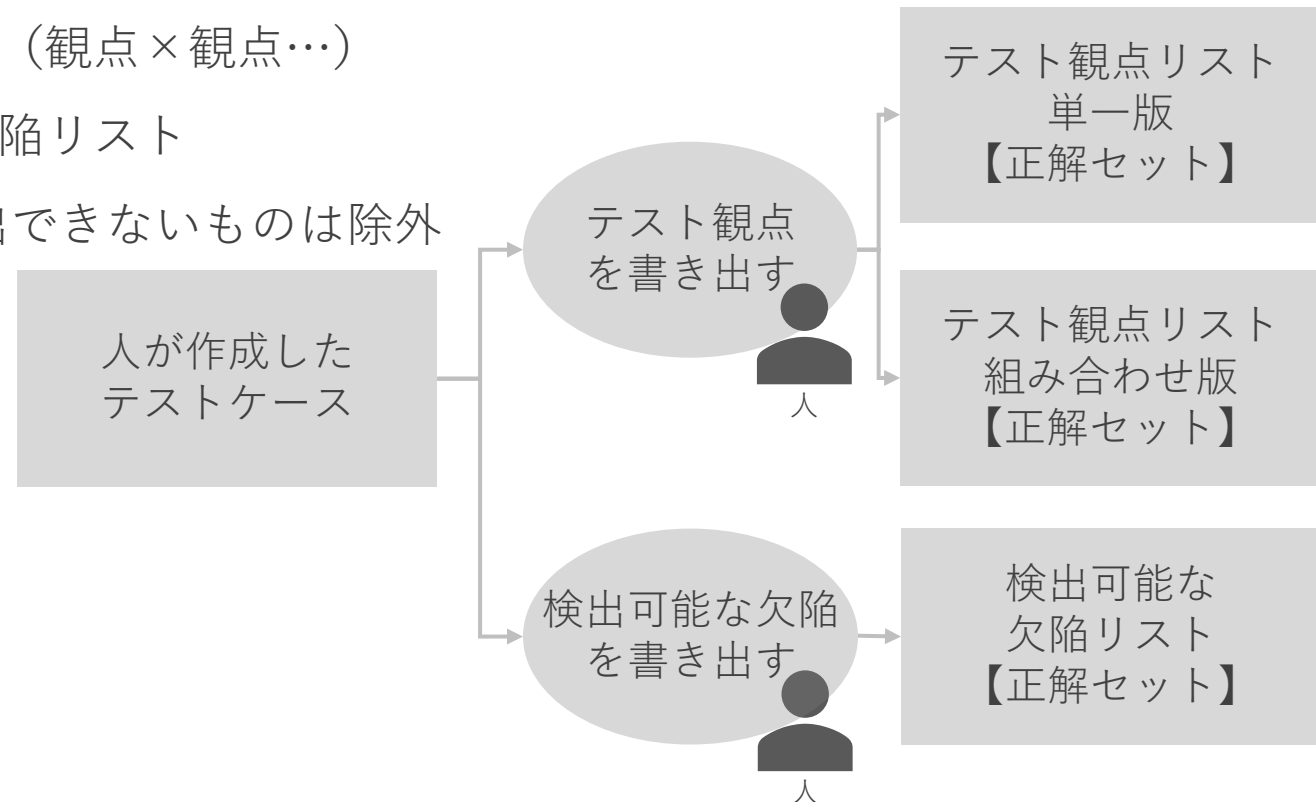 (観点×観点…)
陥リスト
出できないものは除外
人が作成した
テストケース
テスト観点
を書き出す
人
検出可能な欠陥
を書き出す
人
テスト観点リスト
単一版
【正解セット】
テスト観点リスト
組み合わせ版
【正解セット】
検出可能な
欠陥リスト
【正解セット】